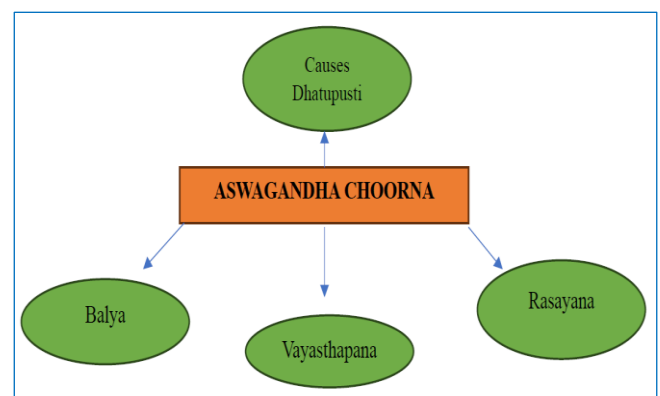 Causes
Dhatupusti
ASWAGANDHA CHOORNA
Balya
Vayasthapana
Rasayana